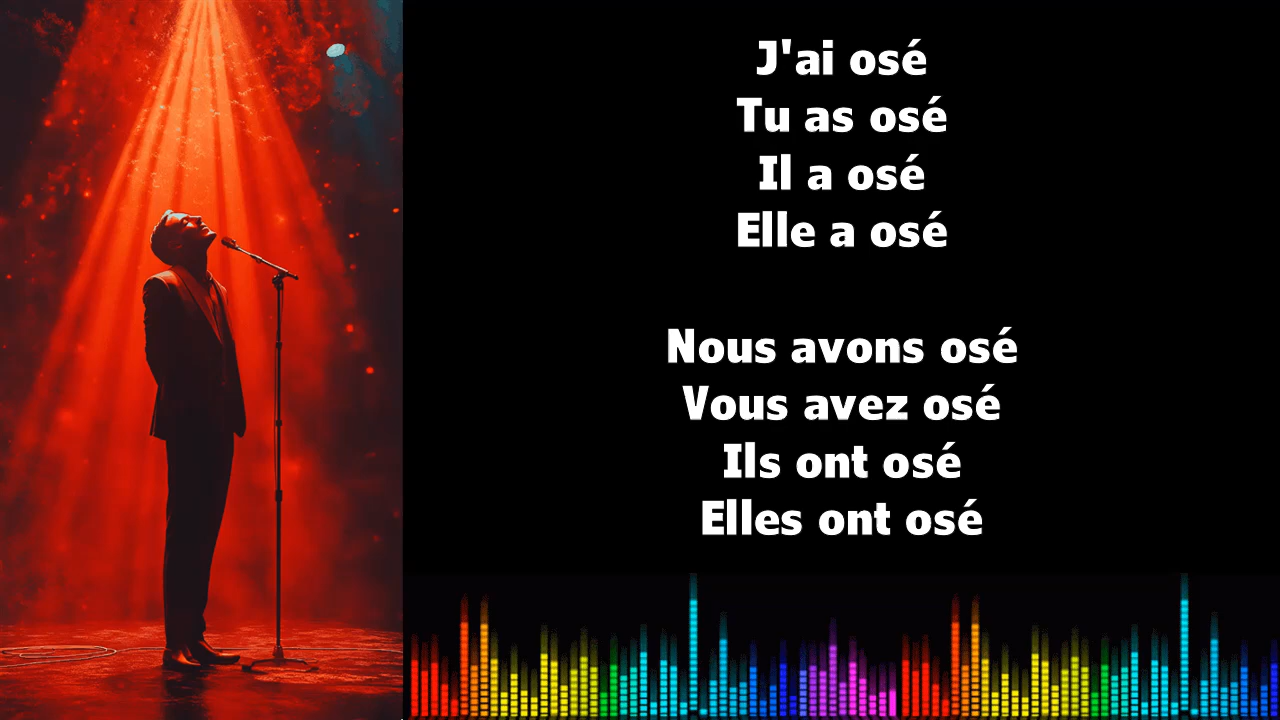 J'ai osé
Tu as osé
Il a osé
Elle a osé
Nous avons osé
Vous avez osé
Ils ont osé
Elles ont osé